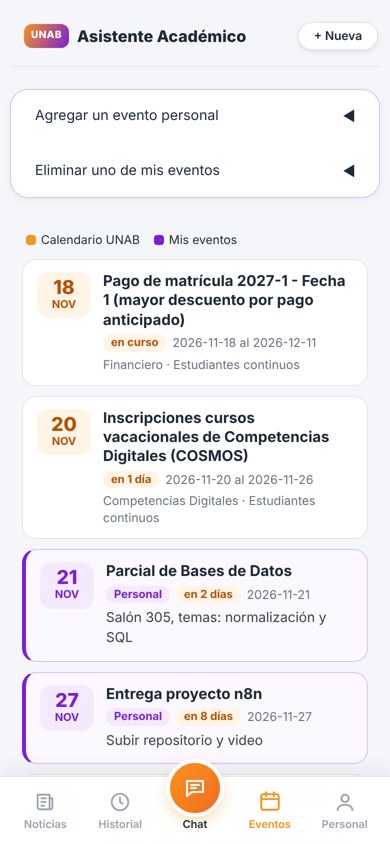 UNAB Asistente Académico + Nueva
Agregar un evento personal
Eliminar uno de mis eventos
Calendario UNAB Mis eventos
18
NOV
Pago de matrícula 2027-1 - Fecha
1 (mayor descuento por pago
anticipado)
en curso 2026-11-18 al 2026-12-11
Financiero · Estudiantes continuos
20
NOV
Inscripciones cursos
vacacionales de Competencias
Digitales (COSMOS)
en 1 día 2026-11-20 al 2026-11-26
Competencias Digitales · Estudiantes
continuos
21
NOV
Parcial de Bases de Datos
Personal en 2 días 2026-11-21
Salón 305, temas: normalización y
SQL
27
NOV
Entrega proyecto n8n
Personal en 8 días 2026-11-27
Subir repositorio y video
Noticias Historial Chat Eventos Personal